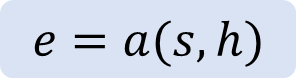 e = a(s, h)